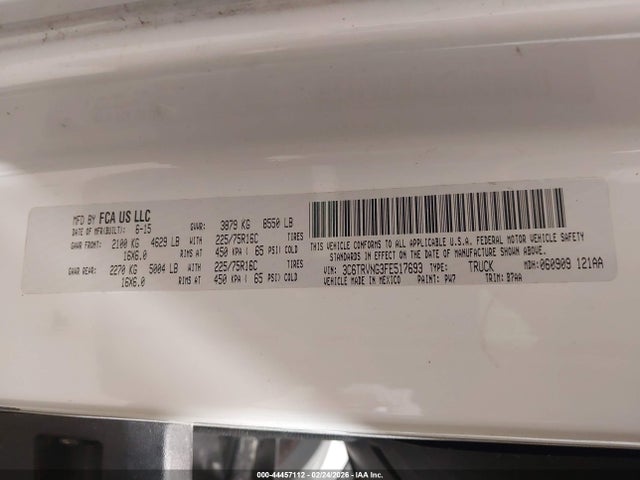 MFD BY FCA US LLC
DATE OF MFR(BUILT): 6-15 GVWR: 3879 KG 8550 LB
GAWR FRONT: 2100 KG 4629 LB WITH 225/75R16C TIRES
16X6.0 RIMS AT 450 KPA ( 65 PSI) COLD
GAWR REAR: 2270 KG 5004 LB WITH 225/75R16C TIRES
16X6.0 RIMS AT 450 KPA ( 65 PSI) COLD
THIS VEHICLE CONFORMS TO ALL APPLICABLE U.S.A. FEDERAL MOTOR VEHICLE SAFETY
STANDARDS IN EFFECT ON THE DATE OF MANUFACTURE SHOWN ABOVE.
VIN: 3C6TRVNG3FE517693 TYPE: TRUCK MDH: 060909 121AA
VEHICLE MADE IN MEXICO PAINT: PW7 TRIM: B7AA
000-44457112 - 02/24/2026 - IAA Inc.